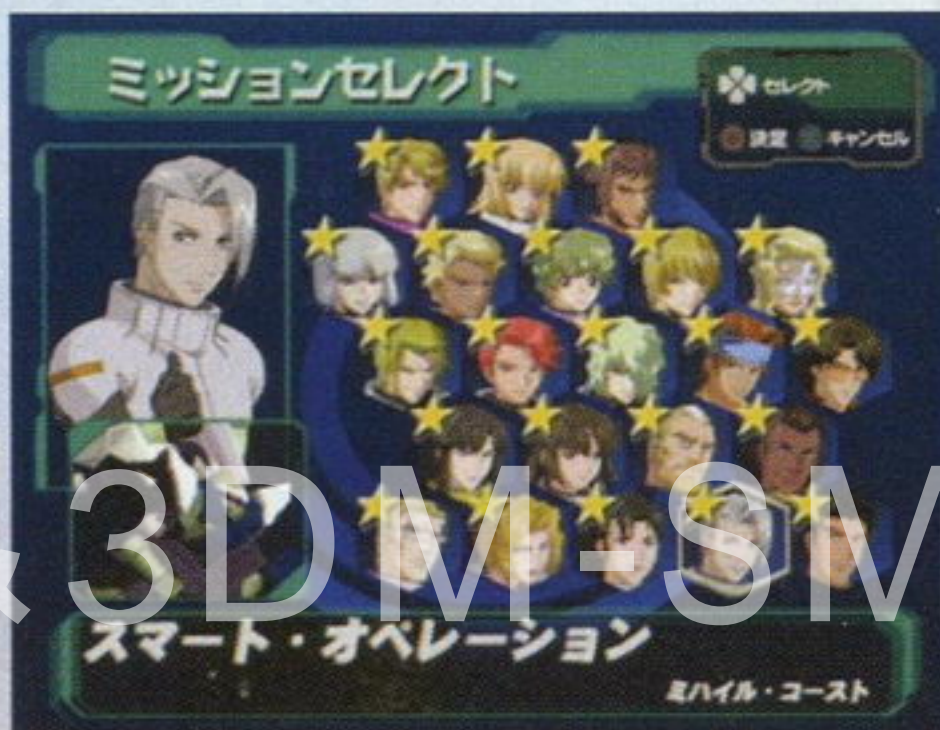 ミッションセレクト
セレクト
決定 キャンセル
&3DM-SM
スマート・オペレーション
ミハイル・コースト